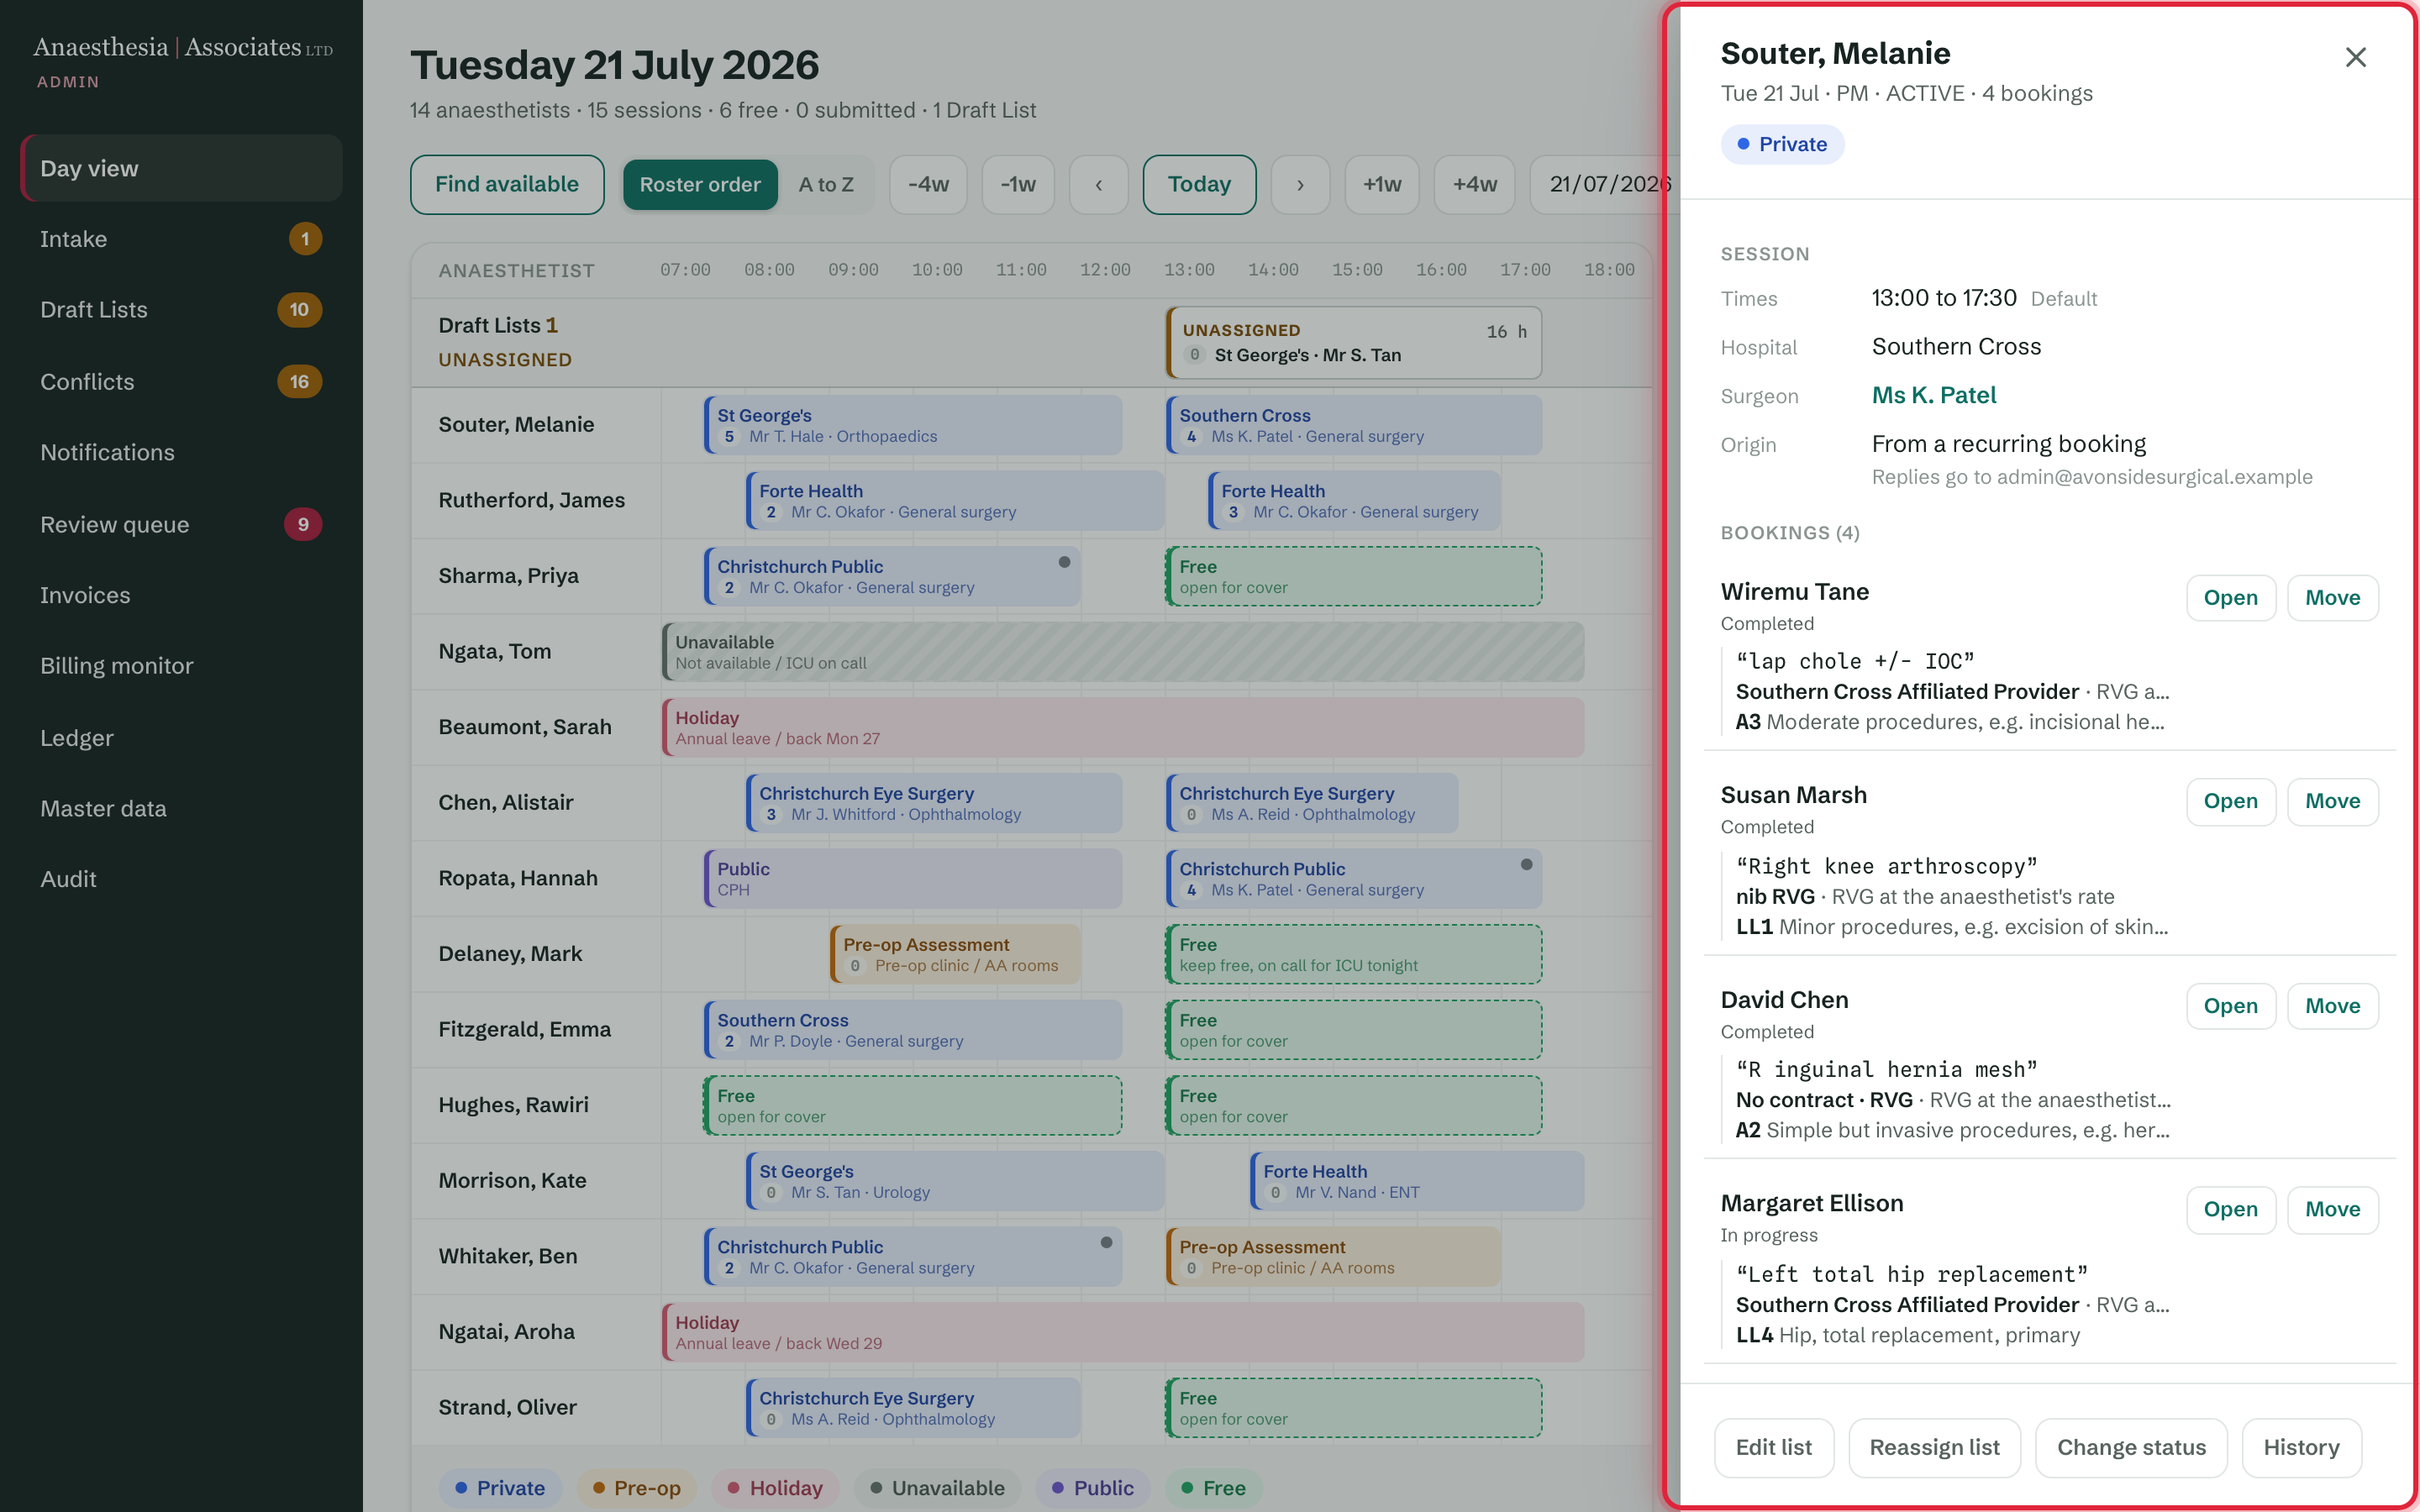 Anaesthesia | Associates LTD
ADMIN
Day view
Intake 1
Draft Lists 10
Conflicts 16
Notifications
Review queue 9
Invoices
Billing monitor
Ledger
Master data
Audit
Tuesday 21 July 2026
14 anaesthetists · 15 sessions · 6 free · 0 submitted · 1 Draft List
Find available Roster order A to Z -4w -1w ‹ Today › +1w +4w 21/07/2026
ANAESTHETIST 07:00 08:00 09:00 10:00 11:00 12:00 13:00 14:00 15:00 16:00 17:00 18:00
Draft Lists 1
UNASSIGNED
UNASSIGNED 16 h
0 St George's · Mr S. Tan
Souter, Melanie
St George's
5 Mr T. Hale · Orthopaedics
Southern Cross
4 Ms K. Patel · General surgery
Rutherford, James
Forte Health
2 Mr C. Okafor · General surgery
Forte Health
3 Mr C. Okafor · General surgery
Sharma, Priya
Christchurch Public
2 Mr C. Okafor · General surgery
Free
open for cover
Ngata, Tom
Unavailable
Not available / ICU on call
Beaumont, Sarah
Holiday
Annual leave / back Mon 27
Chen, Alistair
Christchurch Eye Surgery
3 Mr J. Whitford · Ophthalmology
Christchurch Eye Surgery
0 Ms A. Reid · Ophthalmology
Ropata, Hannah
Public
CPH
Christchurch Public
4 Ms K. Patel · General surgery
Delaney, Mark
Pre-op Assessment
0 Pre-op clinic / AA rooms
Free
keep free, on call for ICU tonight
Fitzgerald, Emma
Southern Cross
2 Mr P. Doyle · General surgery
Free
open for cover
Hughes, Rawiri
Free
open for cover
Free
open for cover
Morrison, Kate
St George's
0 Mr S. Tan · Urology
Forte Health
0 Mr V. Nand · ENT
Whitaker, Ben
Christchurch Public
2 Mr C. Okafor · General surgery
Pre-op Assessment
0 Pre-op clinic / AA rooms
Ngatai, Aroha
Holiday
Annual leave / back Wed 29
Strand, Oliver
Christchurch Eye Surgery
0 Ms A. Reid · Ophthalmology
Free
open for cover
Private Pre-op Holiday Unavailable Public Free
Souter, Melanie
Tue 21 Jul · PM · ACTIVE · 4 bookings
Private
SESSION
Times 13:00 to 17:30 Default
Hospital Southern Cross
Surgeon Ms K. Patel
Origin From a recurring booking
Replies go to admin@avonsidesurgical.example
BOOKINGS (4)
Wiremu Tane Open Move
Completed
“lap chole +/- IOC”
Southern Cross Affiliated Provider · RVG a...
A3 Moderate procedures, e.g. incisional he...
Susan Marsh Open Move
Completed
“Right knee arthroscopy”
nib RVG · RVG at the anaesthetist's rate
LL1 Minor procedures, e.g. excision of skin...
David Chen Open Move
Completed
“R inguinal hernia mesh”
No contract · RVG · RVG at the anaesthetist...
A2 Simple but invasive procedures, e.g. her...
Margaret Ellison Open Move
In progress
“Left total hip replacement”
Southern Cross Affiliated Provider · RVG a...
LL4 Hip, total replacement, primary
Edit list Reassign list Change status History